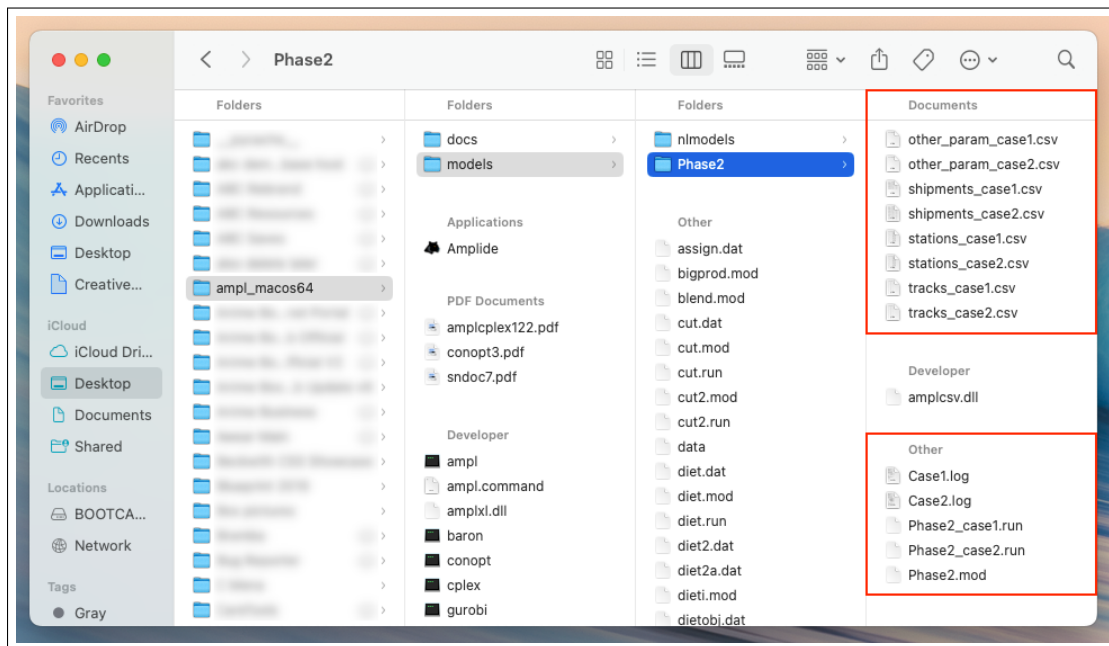 Phase2
Favorites
AirDrop
Recents
Applicati...
Downloads
Desktop
Creative...
iCloud
iCloud Dri...
Desktop
Documents
Shared
Locations
BOOTCA...
Network
Tags
Gray
Folders
ampl_macos64
Folders
docs
models
Applications
Amplide
PDF Documents
amplcplex122.pdf
conopt3.pdf
sndoc7.pdf
Developer
ampl
ampl.command
amplxl.dll
baron
conopt
cplex
gurobi
Folders
nlmodels
Phase2
Other
assign.dat
bigprod.mod
blend.mod
cut.dat
cut.mod
cut.run
cut2.mod
cut2.run
data
diet.dat
diet.mod
diet.run
diet2.dat
diet2a.dat
dieti.mod
dietobj.dat
Documents
other_param_case1.csv
other_param_case2.csv
shipments_case1.csv
shipments_case2.csv
stations_case1.csv
stations_case2.csv
tracks_case1.csv
tracks_case2.csv
Developer
amplcsv.dll
Other
Case1.log
Case2.log
Phase2_case1.run
Phase2_case2.run
Phase2.mod